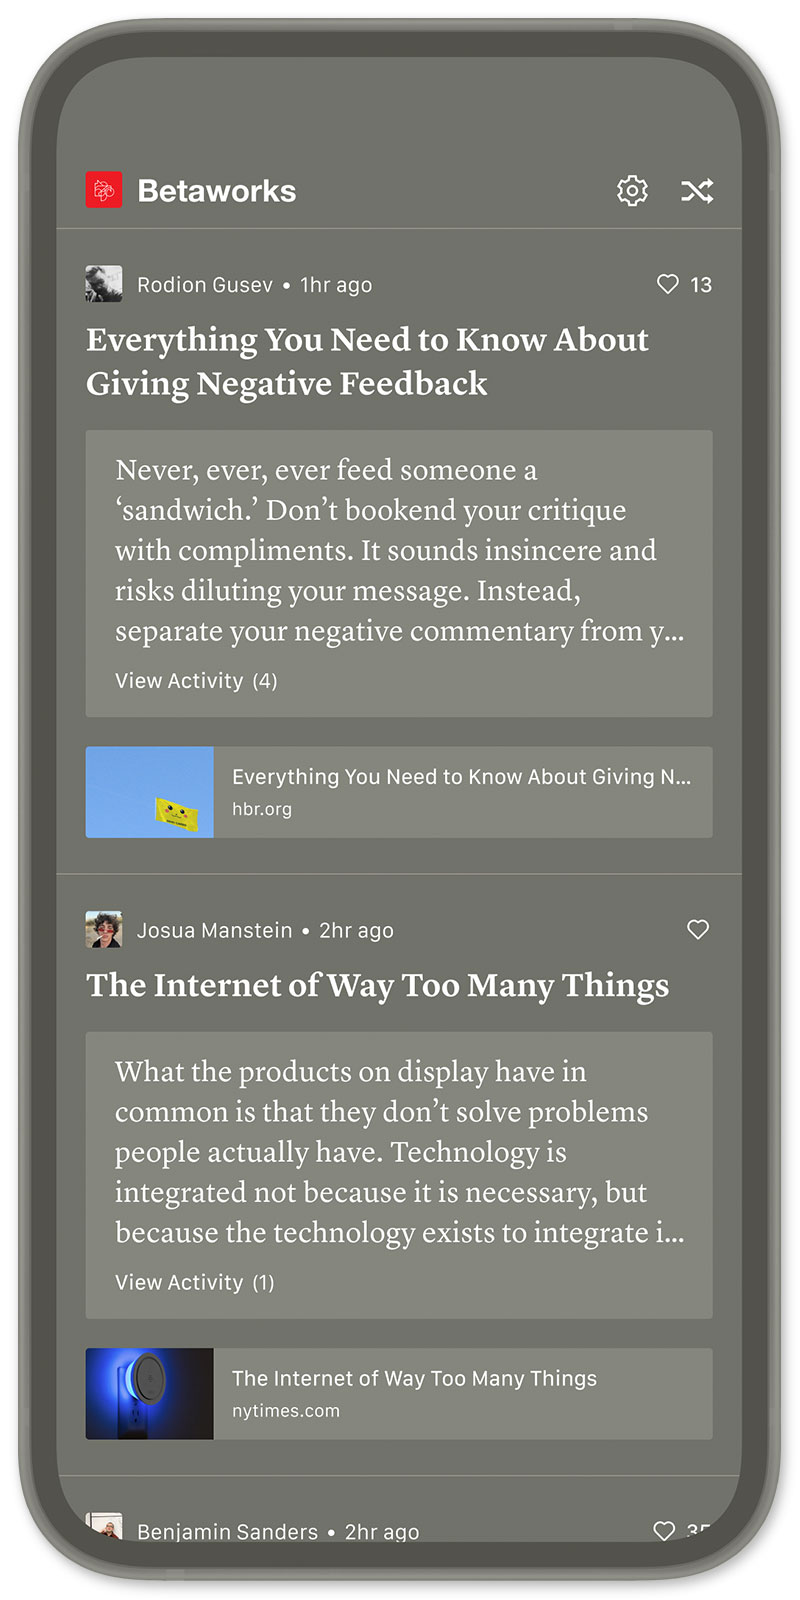 Betaworks
Rodion Gusev • 1hr ago
13
Everything You Need to Know About
Giving Negative Feedback
Never, ever, ever feed someone a
‘sandwich.’ Don’t bookend your critique
with compliments. It sounds insincere and
risks diluting your message. Instead,
separate your negative commentary from y...
View Activity (4)
Everything You Need to Know About Giving N...
hbr.org
Josua Manstein • 2hr ago
The Internet of Way Too Many Things
What the products on display have in
common is that they don’t solve problems
people actually have. Technology is
integrated not because it is necessary, but
because the technology exists to integrate i...
View Activity (1)
The Internet of Way Too Many Things
nytimes.com
Benjamin Sanders • 2hr ago